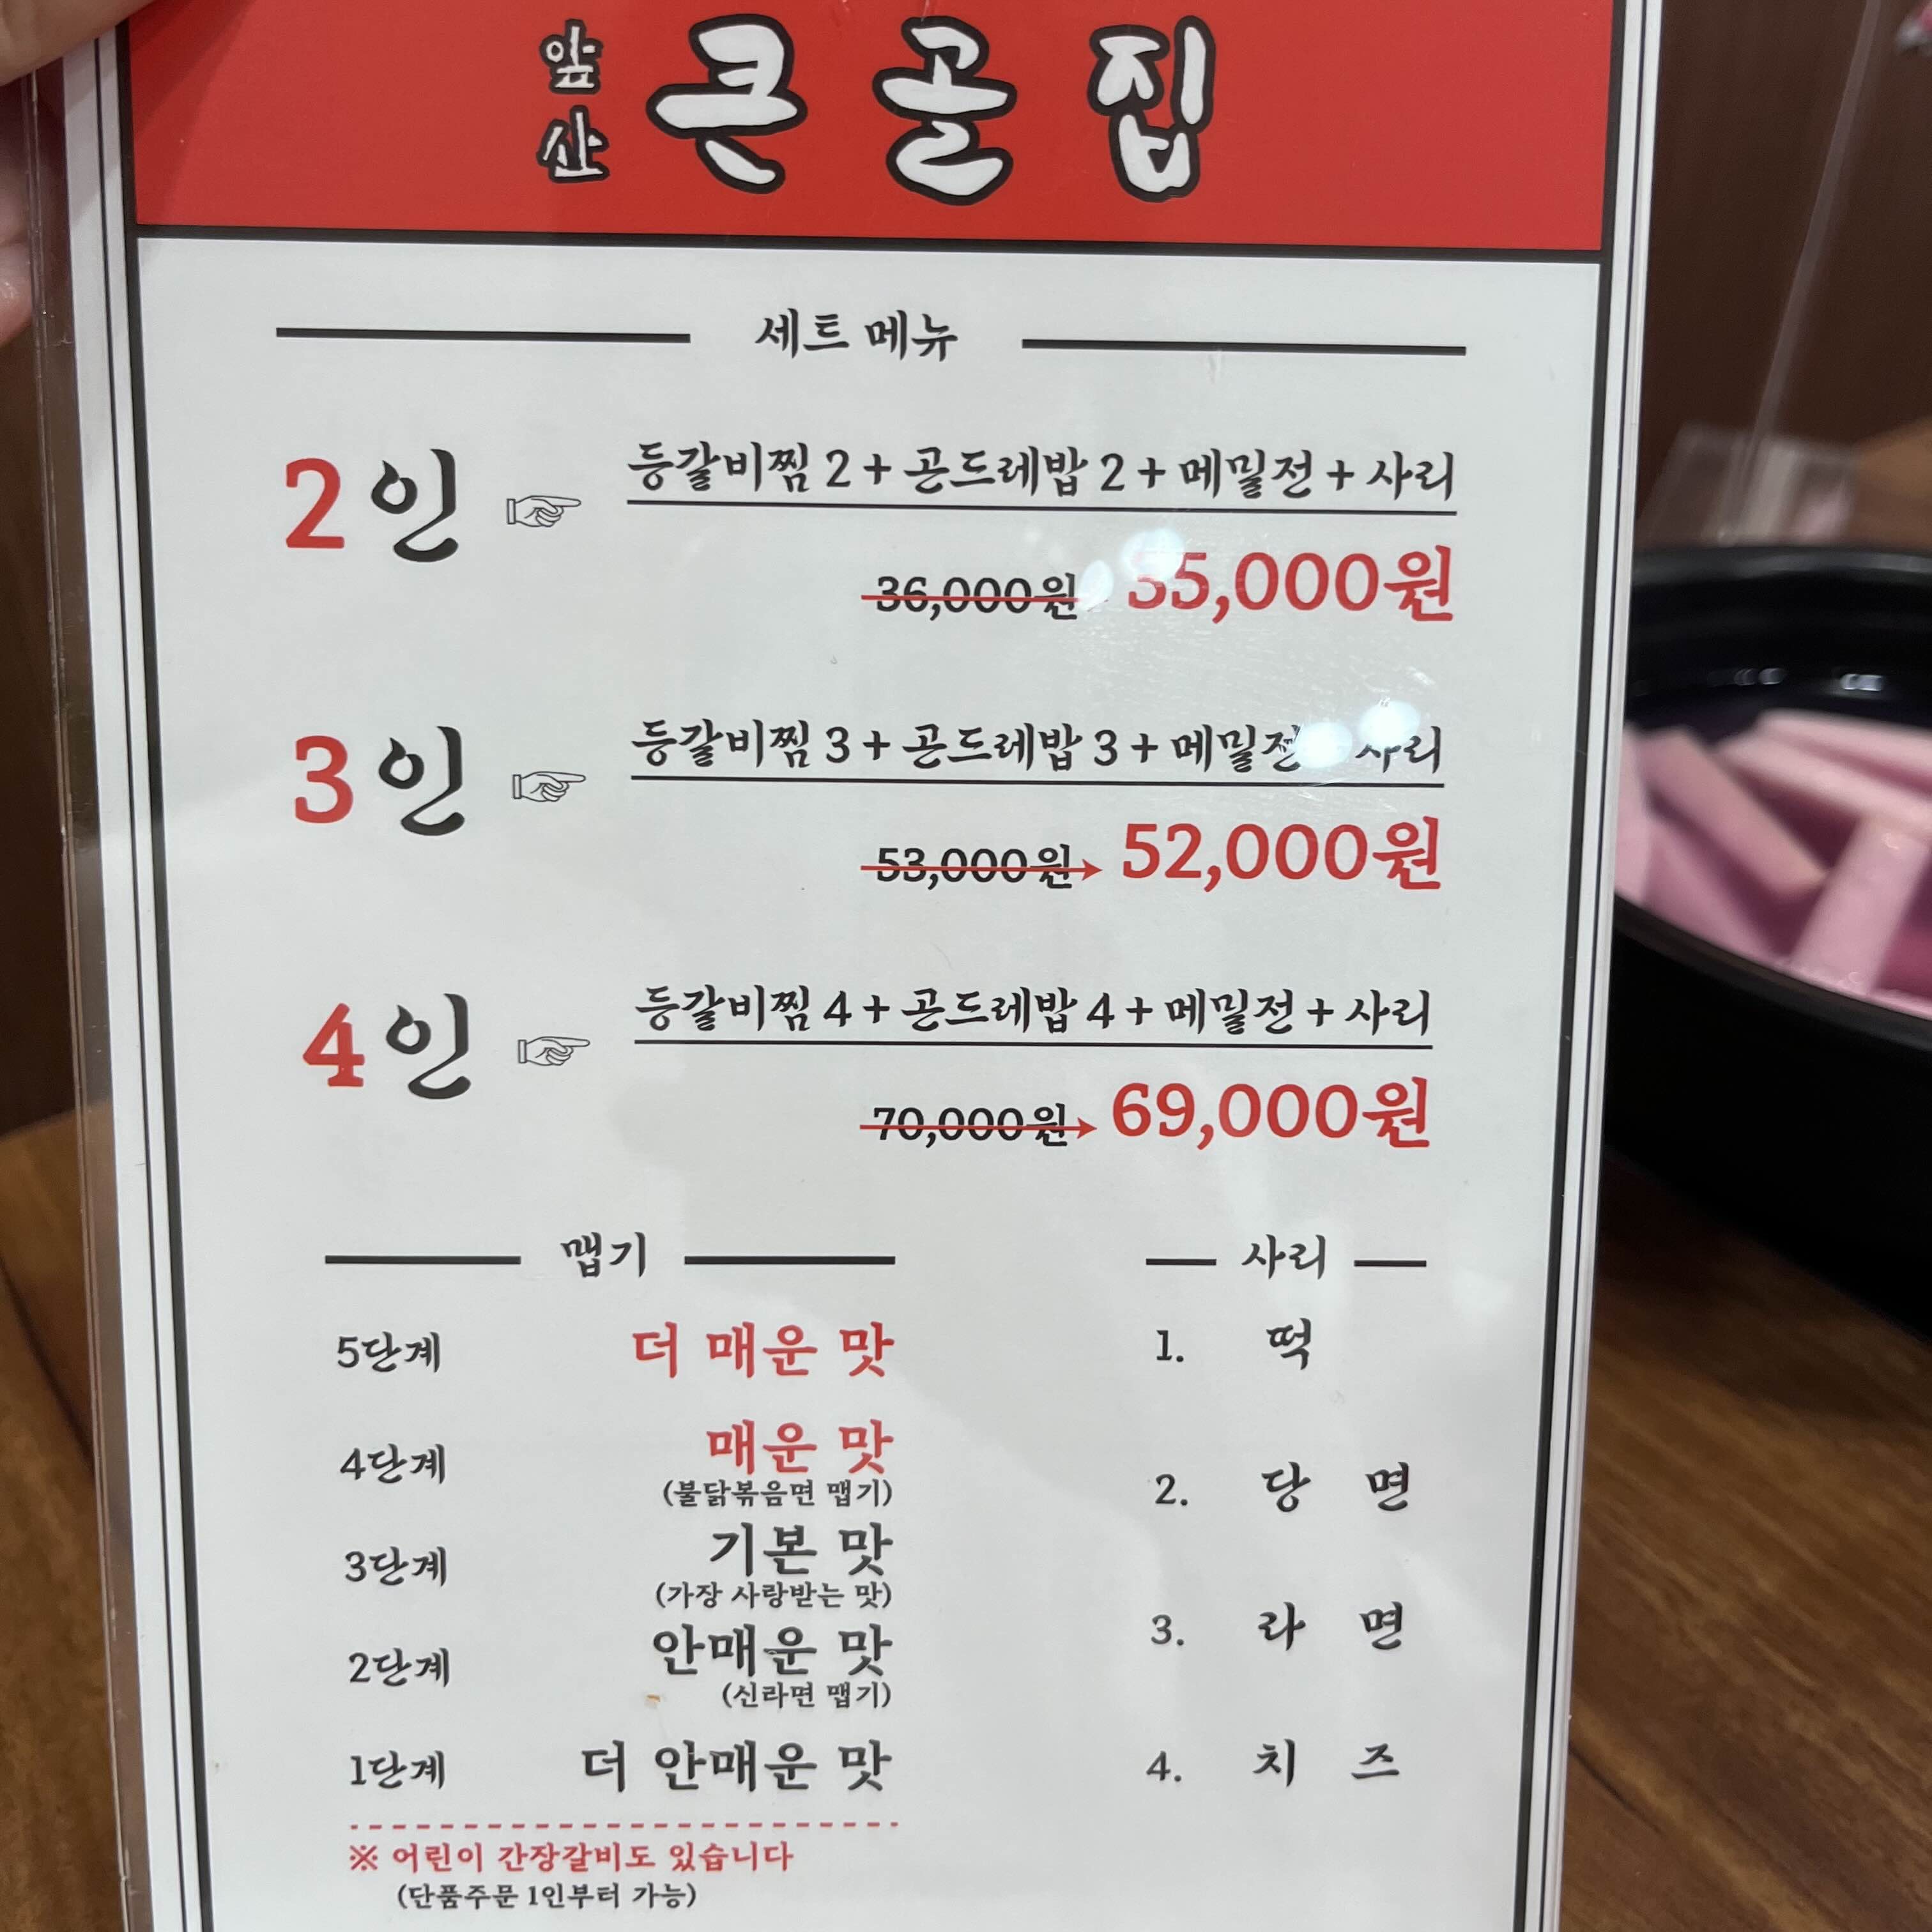 앞산 큰골집
세트 메뉴
2인 ☞ 등갈비찜 2 + 곤드레밥 2 + 메밀전 + 사리
36,000원 35,000원
3인 ☞ 등갈비찜 3 + 곤드레밥 3 + 메밀전 사리
53,000원→ 52,000원
4인 ☞ 등갈비찜 4 + 곤드레밥 4 + 메밀전 + 사리
70,000원→ 69,000원
맵기
5단계 더 매운 맛
4단계 매운 맛
(불닭볶음면 맵기)
3단계 기본 맛
(가장 사랑받는 맛)
2단계 안매운 맛
(신라면 맵기)
1단계 더 안매운 맛
※ 어린이 간장갈비도 있습니다
(단품주문 1인부터 가능)
사리
1. 떡
2. 당 면
3. 라 면
4. 치 즈